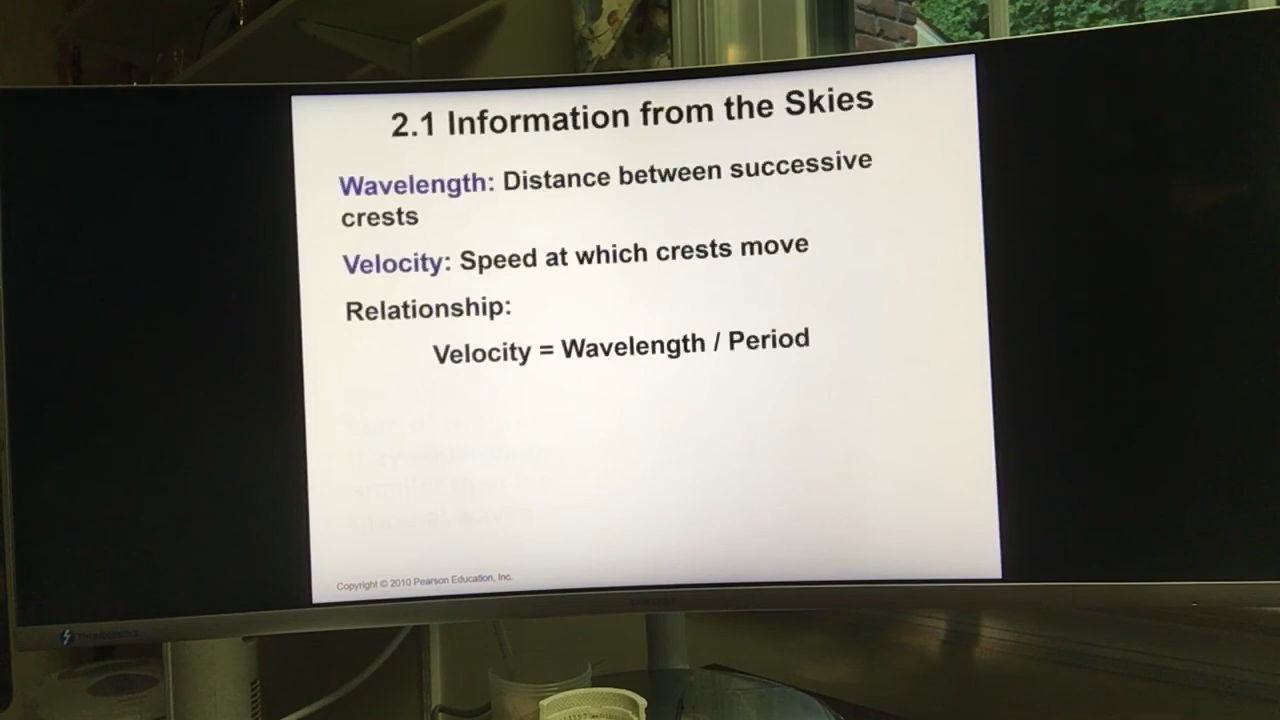 2.1 Information from the Skies
Wavelength: Distance between successive
crests
Velocity: Speed at which crests move
Relationship:
Velocity = Wavelength / Period
Copyright © 2010 Pearson Education, Inc.
THUNDERBOLT